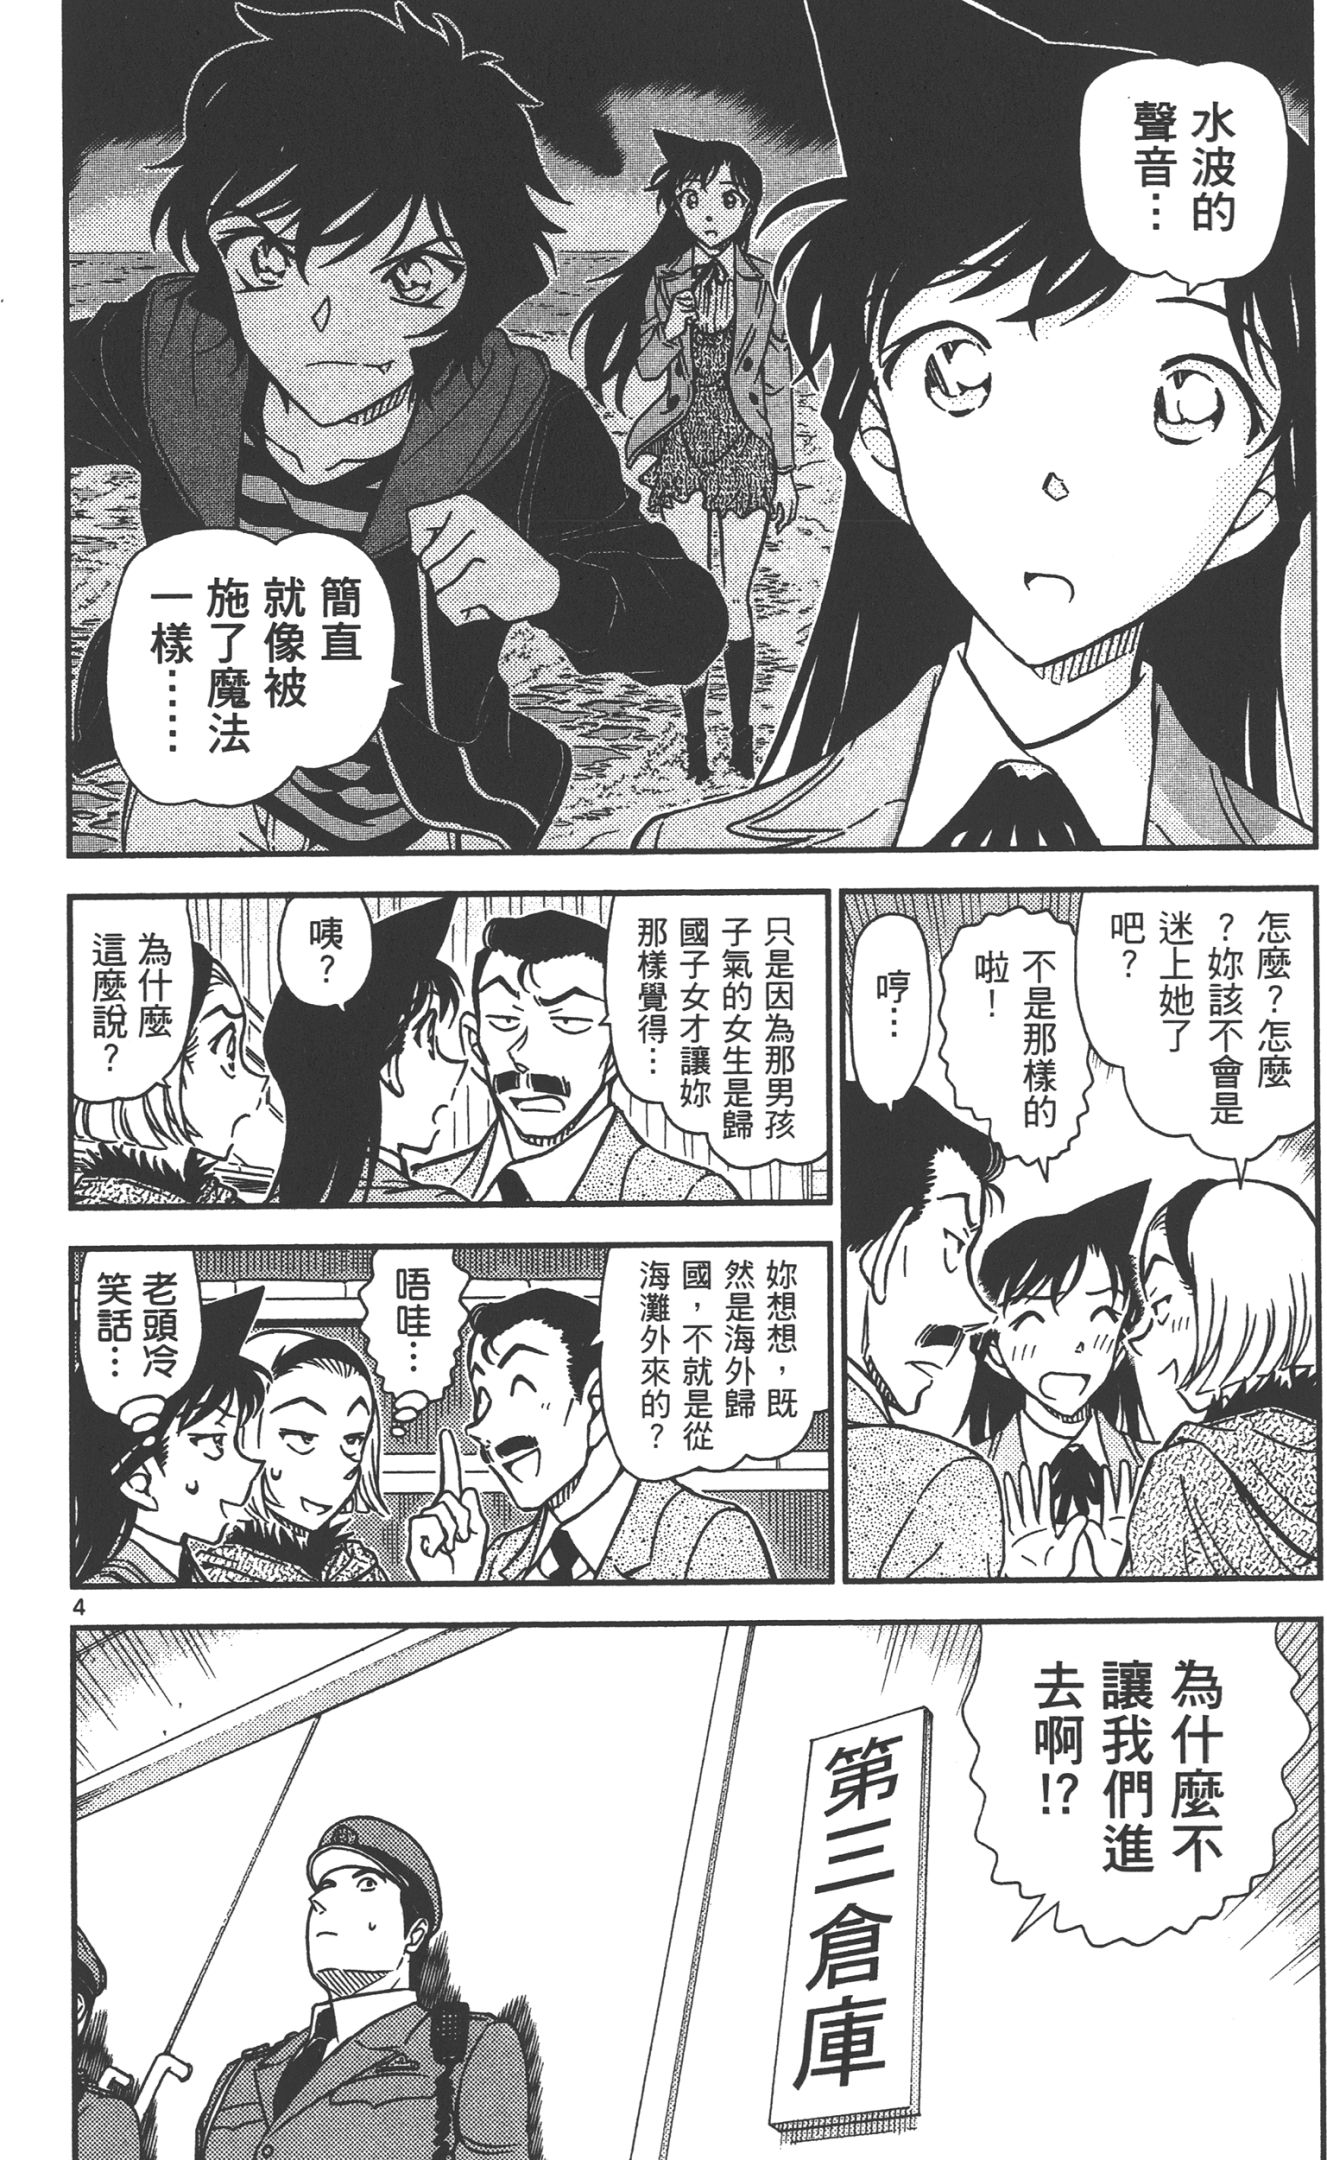 水波的
聲音…
簡直
就像被
施了魔法
一樣……
怎麼?怎麼
?妳該不會是
迷上她了
吧?
不是那樣的
啦!
哼…
只是因為那男孩
子氣的女生是歸
國子女才讓妳
那樣覺得…
咦?
為什麼
這麼說?
妳想想,既
然是海外歸
國,不就是從
海灘外來的?
唔哇…
老頭冷
笑話…
4
為什麼不
讓我們進
去啊!?
第三倉庫